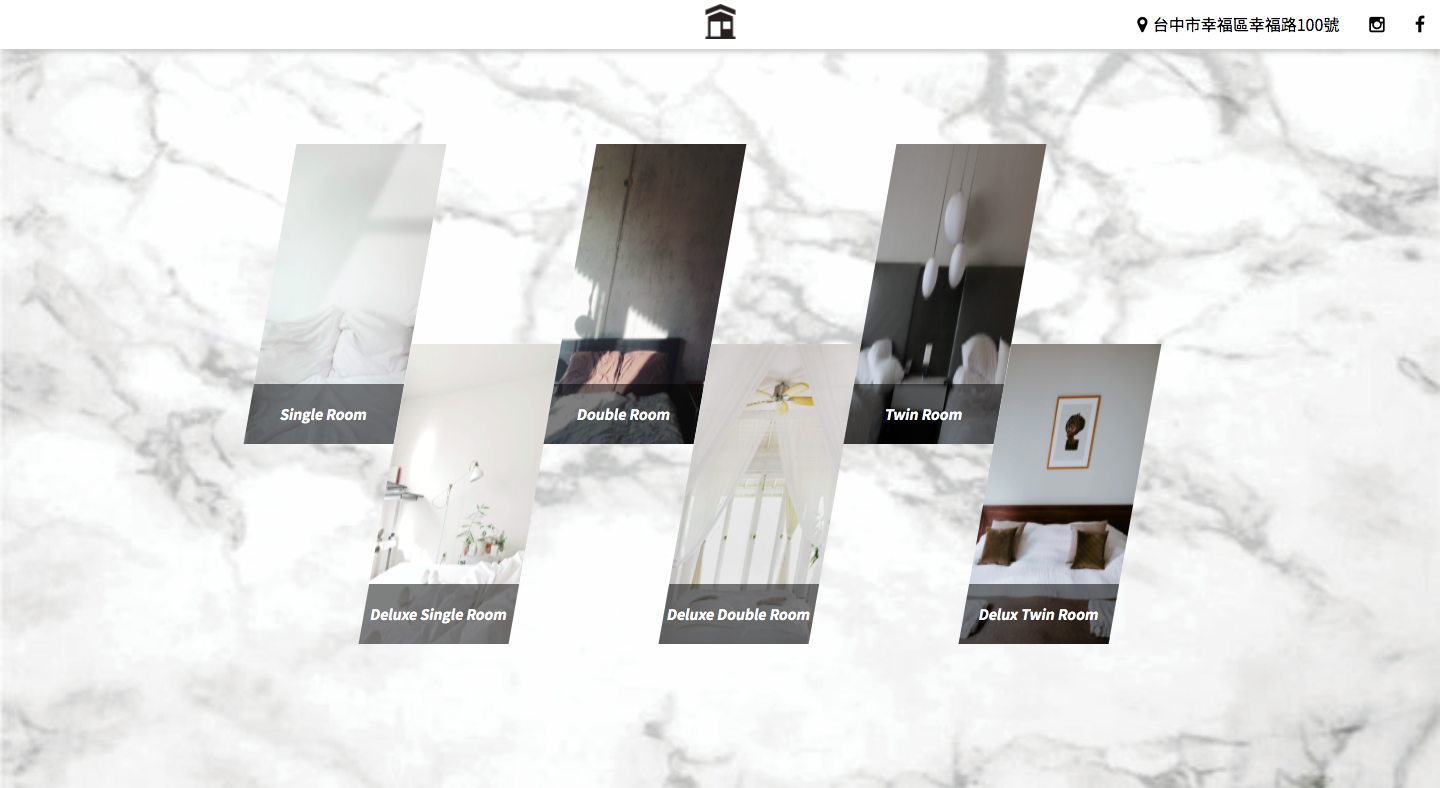 台中市幸福區幸福路100號
Single Room
Double Room
Twin Room
Deluxe Single Room
Deluxe Double Room
Delux Twin Room